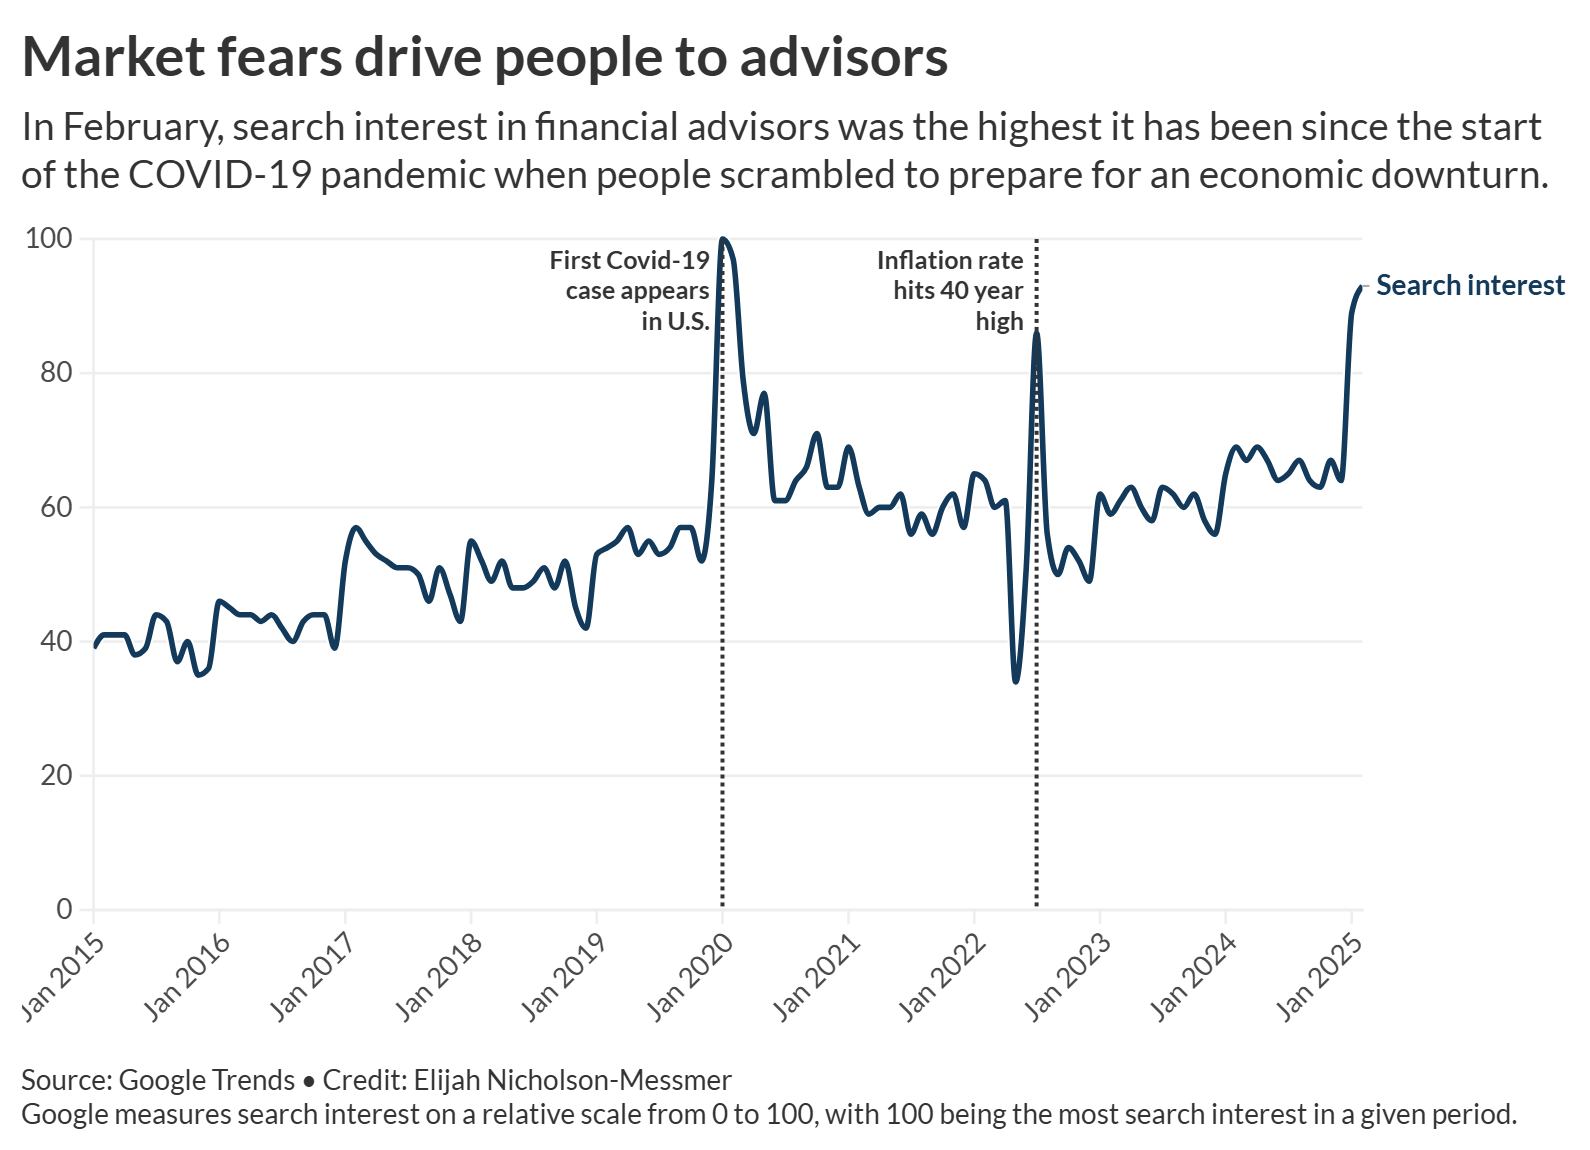 Market fears drive people to advisors
In February, search interest in financial advisors was the highest it has been since the start
of the COVID-19 pandemic when people scrambled to prepare for an economic downturn.
100
80
60
40
20
0
First Covid-19
case appears
in U.S.
Inflation rate
hits 40 year
high
Search interest
Jan 2015
Jan 2016
Jan 2017
Jan 2018
Jan 2019
Jan 2020
Jan 2021
Jan 2022
Jan 2023
Jan 2024
Jan 2025
Source: Google Trends • Credit: Elijah Nicholson-Messmer
Google measures search interest on a relative scale from 0 to 100, with 100 being the most search interest in a given period.